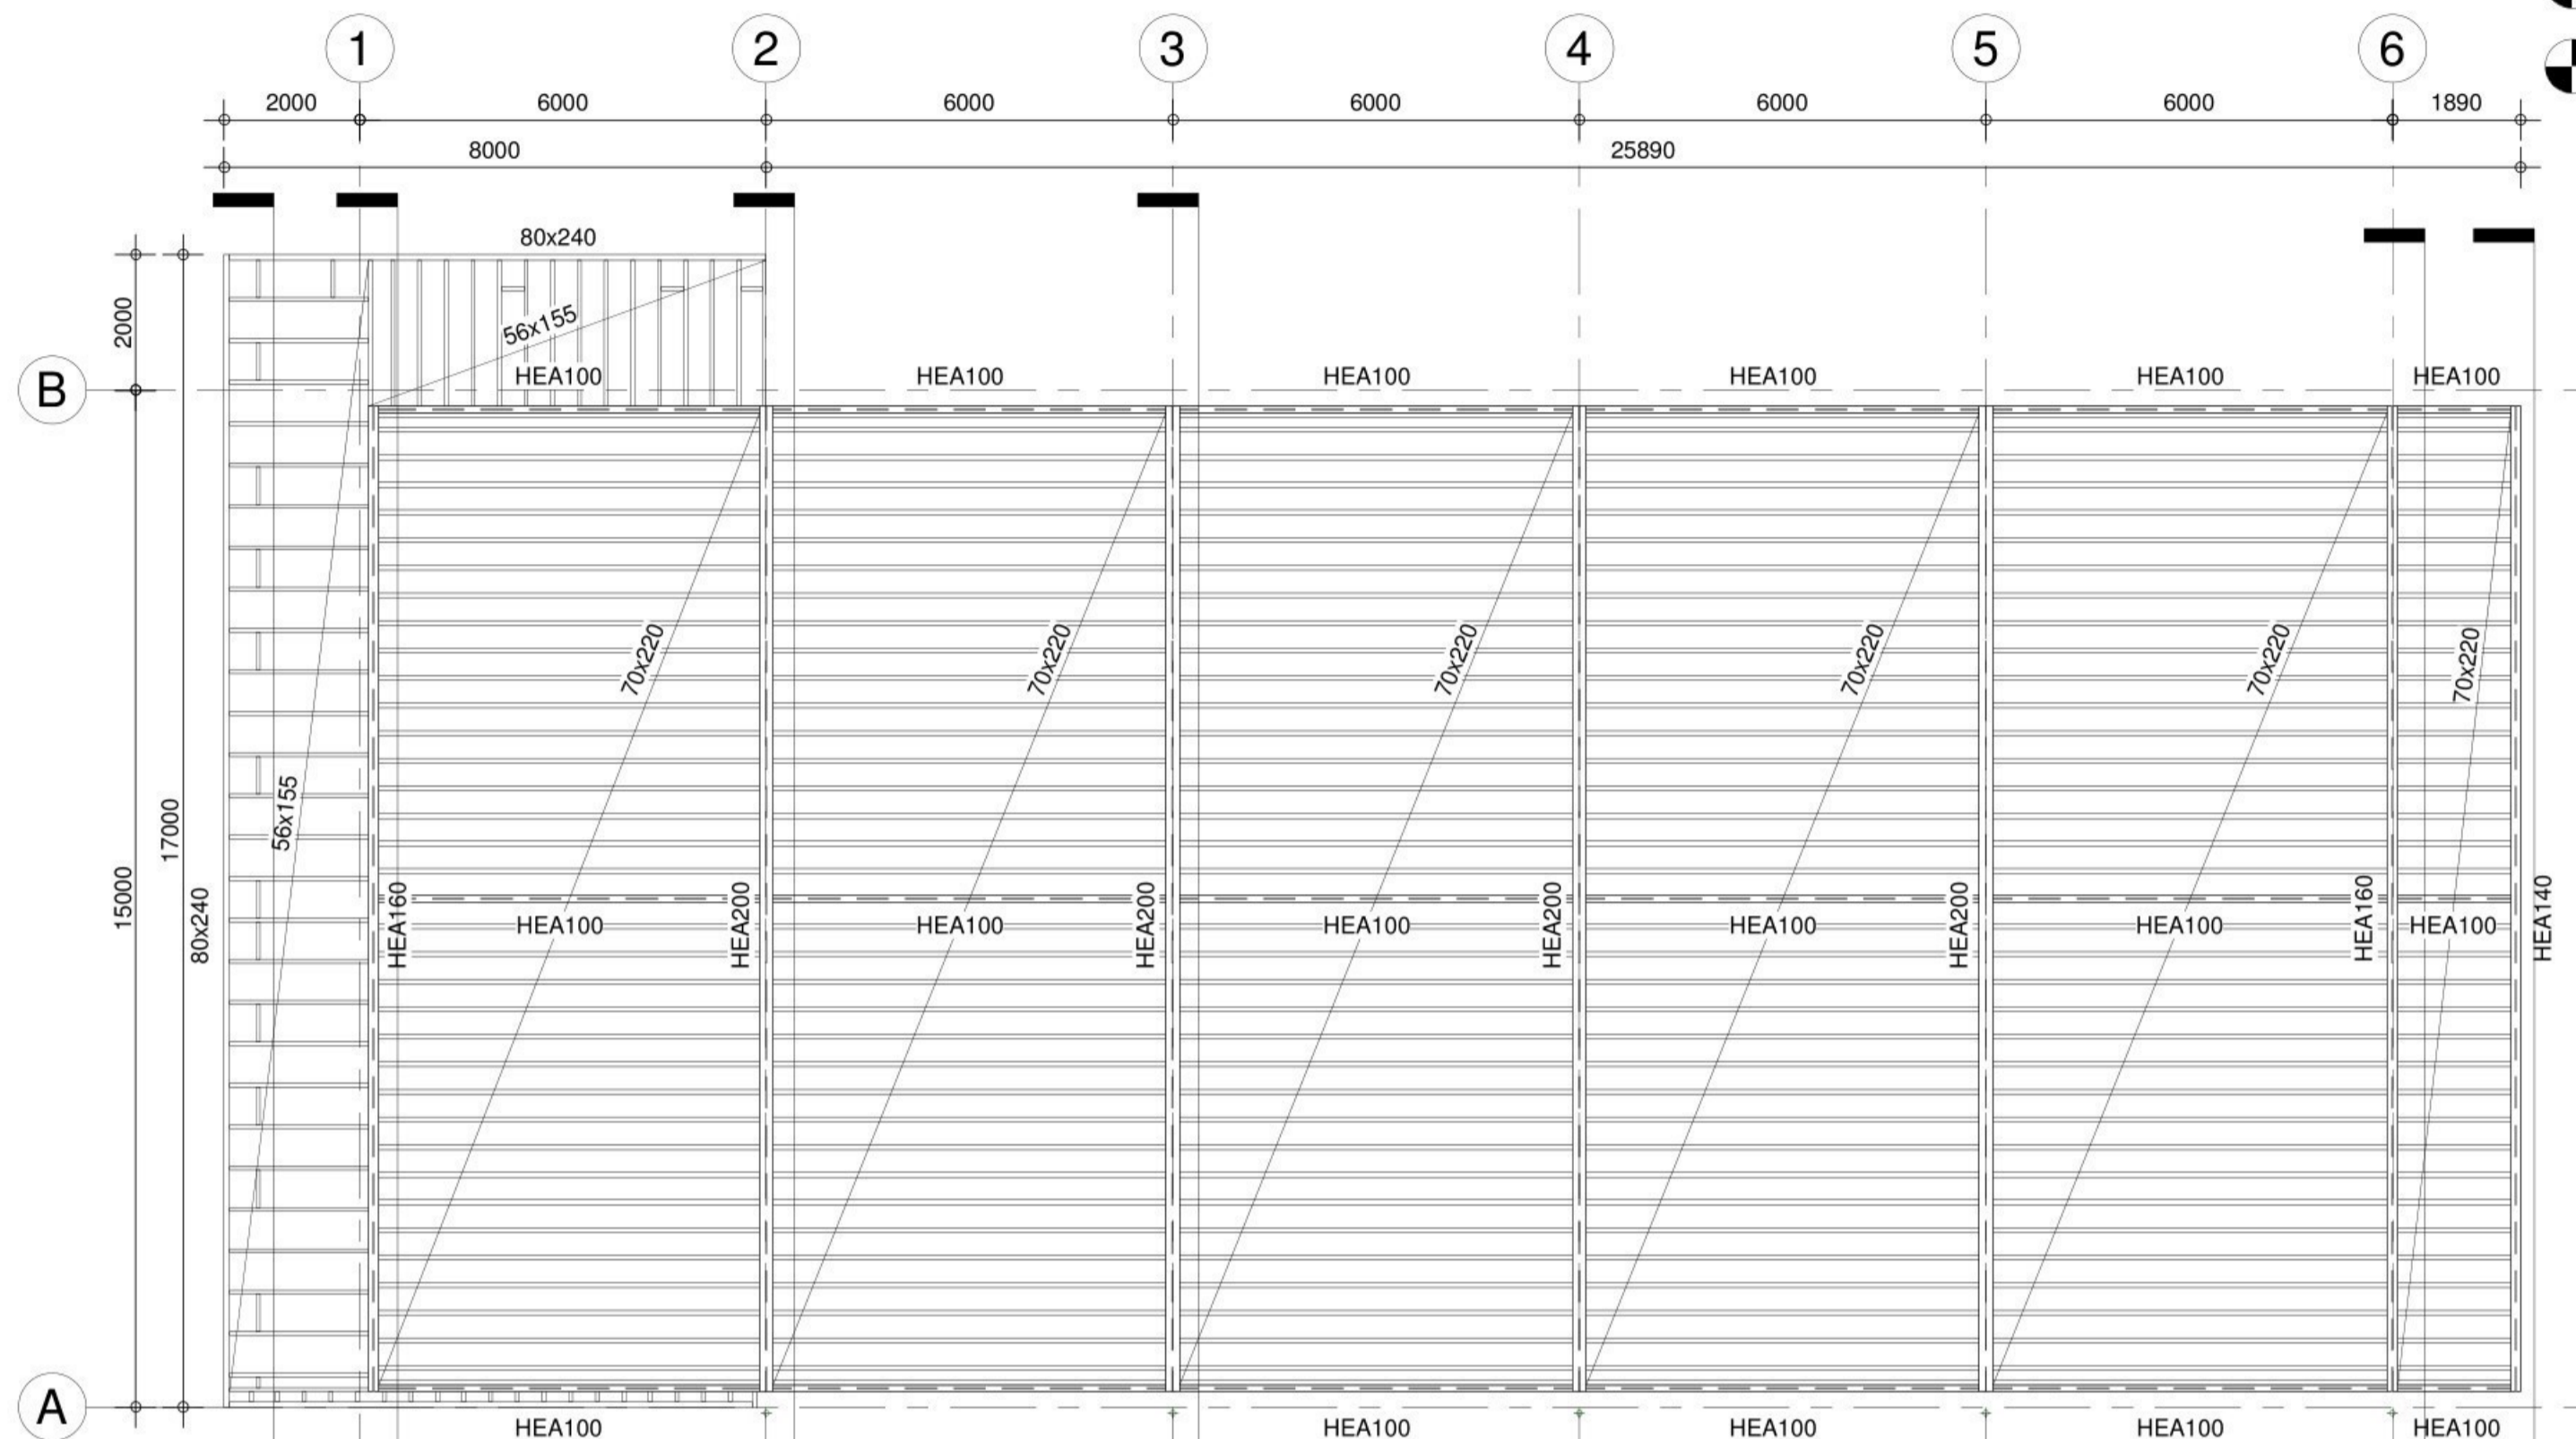 1 2 3 4 5 6
2000 6000 6000 6000 6000 6000 1890
8000 25890
80x240
2000
56x155
B
HEA100 HEA100 HEA100 HEA100 HEA100 HEA100
70x220 70x220 70x220 70x220 70x220 70x220
56x155
17000
15000
80x240
HEA160 HEA200 HEA200 HEA200 HEA200 HEA160 HEA140
HEA100 HEA100 HEA100 HEA100 HEA100 HEA100
A
HEA100 HEA100 HEA100 HEA100 HEA100